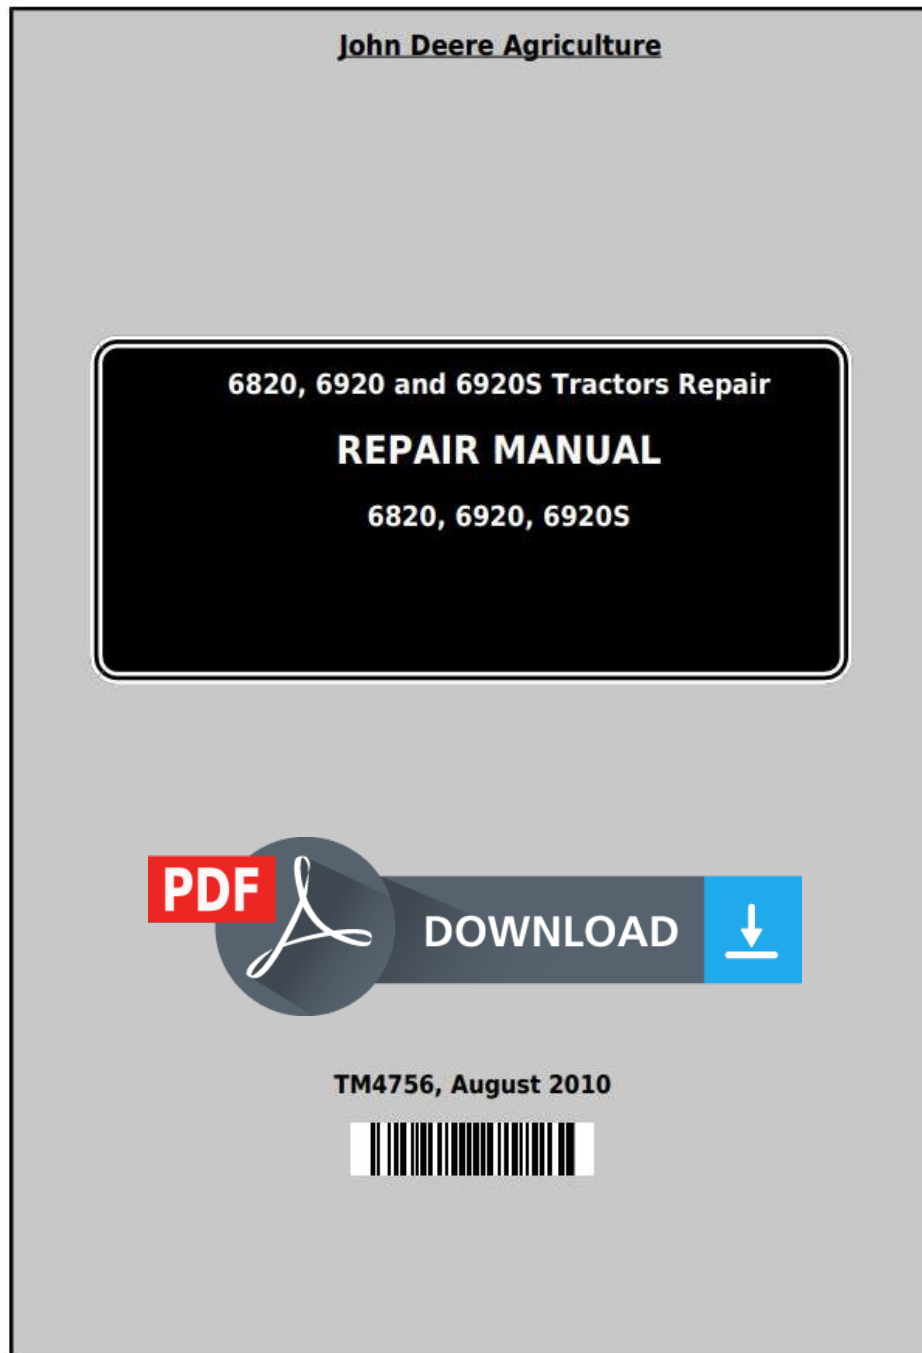 John Deere Agriculture
6820, 6920 and 6920S Tractors Repair
REPAIR MANUAL
6820, 6920, 6920S
PDF
DOWNLOAD
TM4756, August 2010